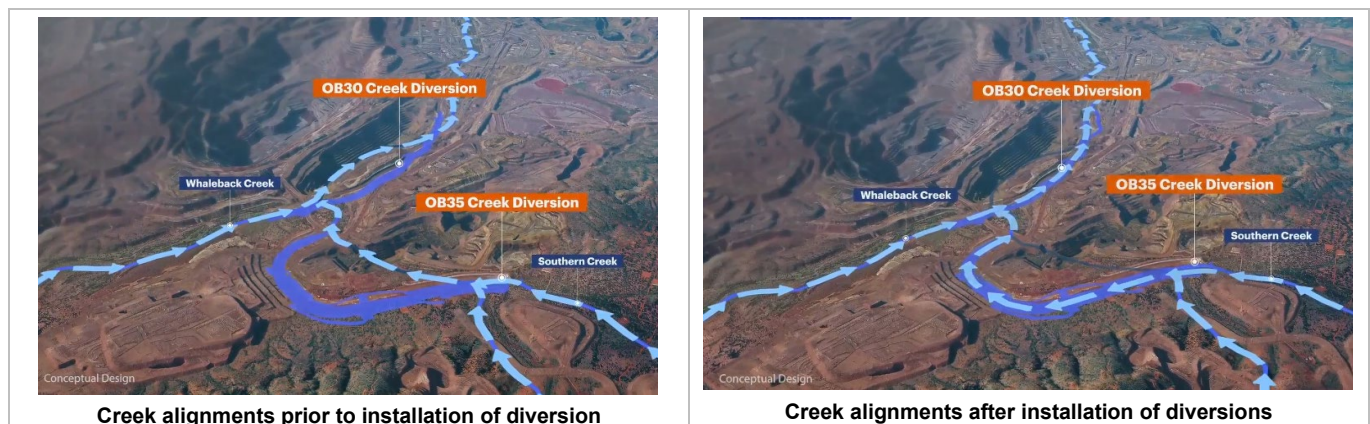 OB30 Creek Diversion
Whaleback Creek
OB35 Creek Diversion
Southern Creek
Conceptual Design
Creek alignments prior to installation of diversion
OB30 Creek Diversion
OB35 Creek Diversion
Whaleback Creek
Southern Creek
Conceptual Design
Creek alignments after installation of diversions